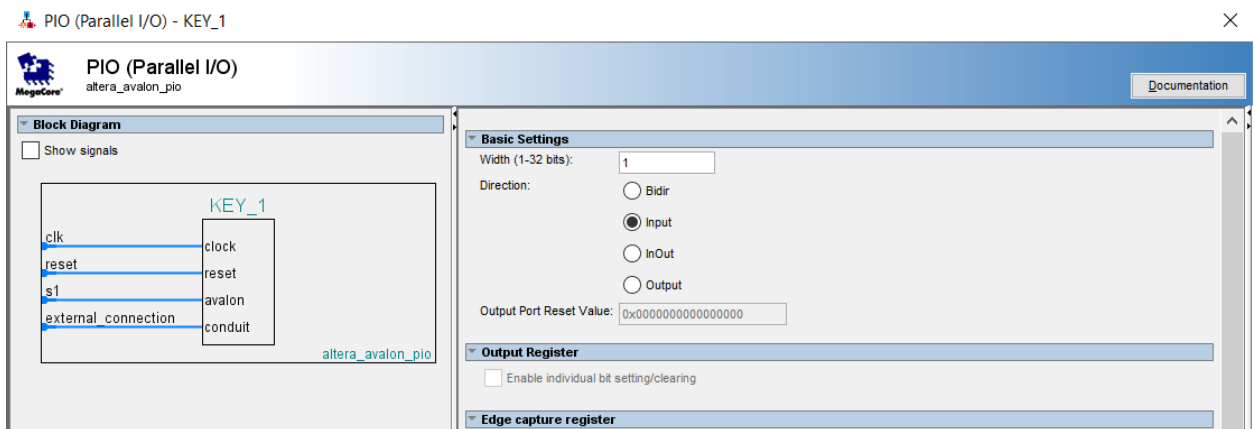 PIO (Parallel I/O) - KEY_1
MegaCore'
PIO (Parallel I/O)
altera_avalon_pio
Documentation
Block Diagram
Show signals
KEY_1
clk
clock
reset
reset
s1
avalon
external_connection
conduit
altera_avalon_pio
Basic Settings
Width (1-32 bits):
1
Direction:
Bidir
Input
InOut
Output
Output Port Reset Value:
0x0000000000000000
Output Register
Enable individual bit setting/clearing
Edge capture register